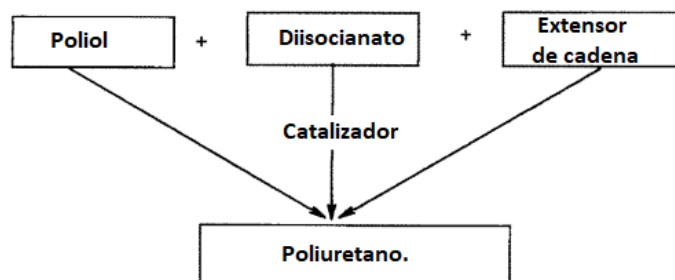 Poliol + Diisocianato + Extensor
de cadena
Catalizador
Poliuretano.